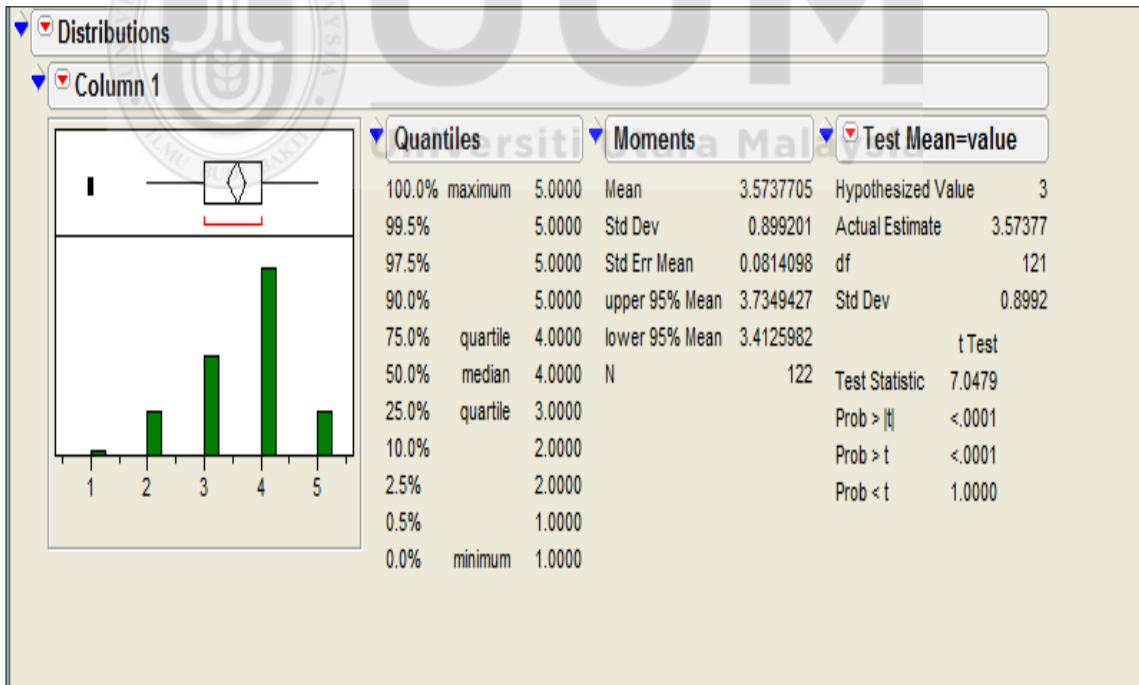 Distributions
Column 1
1 2 3 4 5
Quantiles
100.0% maximum 5.0000
99.5% 5.0000
97.5% 5.0000
90.0% 5.0000
75.0% quartile 4.0000
50.0% median 4.0000
25.0% quartile 3.0000
10.0% 2.0000
2.5% 2.0000
0.5% 1.0000
0.0% minimum 1.0000
Moments
Mean 3.5737705
Std Dev 0.899201
Std Err Mean 0.0814098
upper 95% Mean 3.7349427
lower 95% Mean 3.4125982
N 122
Test Mean=value
Hypothesized Value 3
Actual Estimate 3.57377
df 121
Std Dev 0.8992
t Test
Test Statistic 7.0479
Prob > |t| <.0001
Prob > t <.0001
Prob < t 1.0000
UUM
Universiti Utara Malaysia